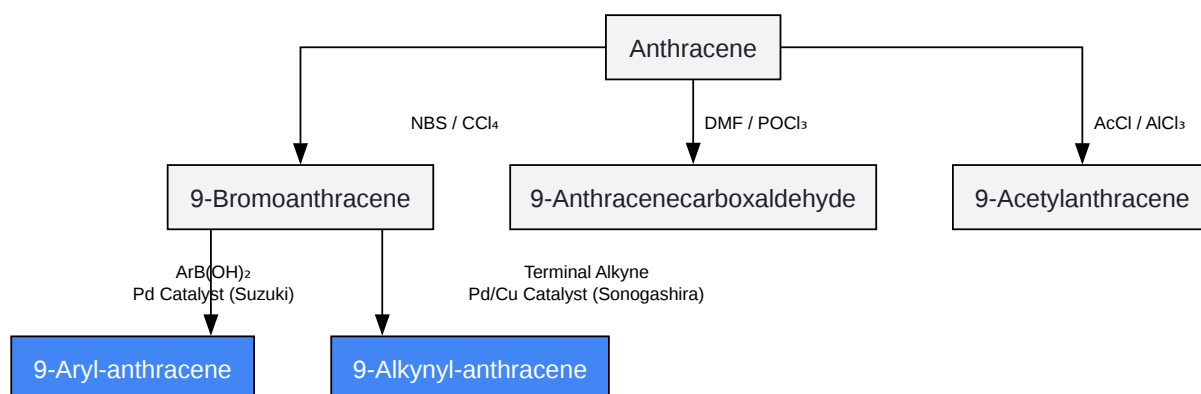 Anthracene
NBS / CCl₄
DMF / POCl₃
AcCl / AlCl₃
9-Bromoanthracene
9-Anthracenecarboxaldehyde
9-Acetylanthracene
ArB(OH)₂
Pd Catalyst (Suzuki)
Terminal Alkyne
Pd/Cu Catalyst (Sonogashira)
9-Aryl-anthracene
9-Alkynyl-anthracene